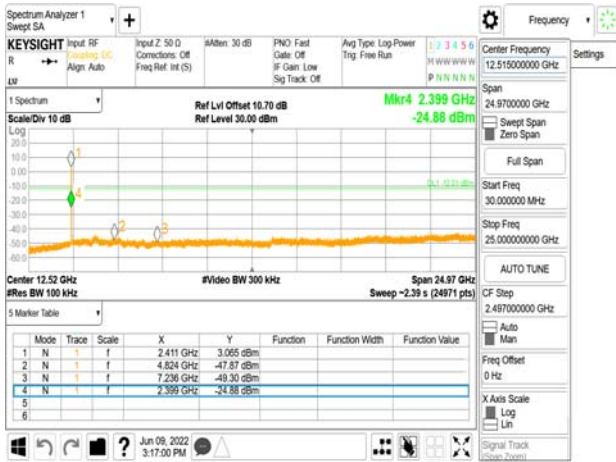 Spectrum Analyzer 1
Swept SA
+
Frequency
KEYSIGHT
Input: RF
Coupling: DC
Align: Auto
Input Z: 50 Ω
Corrections: Off
Freq Ref: Int (S)
#Atten: 30 dB
PNO: Fast
Gate: Off
IF Gain: Low
Sig Track: Off
Avg Type: Log-Power
Trig: Free Run
1 2 3 4 5 6
M W W W W W
P N N N N N
R
1 Spectrum
Scale/Div 10 dB
Ref Lvl Offset 10.70 dB
Ref Level 30.00 dBm
Mkr4 2.399 GHz
-24.88 dBm
Log
20.0
10.0
0.00
-10.0
-20.0
-30.0
-40.0
-50.0
-60.0
1
4
2
3
Center 12.52 GHz
#Res BW 100 kHz
#Video BW 300 kHz
Span 24.97 GHz
Sweep ~2.39 s (24971 pts)
5 Marker Table
Mode Trace Scale X Y Function Function Width Function Value
1 N 1 f 2.411 GHz 3.065 dBm
2 N 1 f 4.824 GHz -47.87 dBm
3 N 1 f 7.236 GHz -49.30 dBm
4 N 1 f 2.399 GHz -24.88 dBm
5
6
Jun 09, 2022
3:17:00 PM
?
Center Frequency
12.515000000 GHz
Settings
Span
24.9700000 GHz
Swept Span
Zero Span
Full Span
Start Freq
30.000000 MHz
Stop Freq
25.000000000 GHz
AUTO TUNE
CF Step
2.497000000 GHz
Auto
Man
Freq Offset
0 Hz
X Axis Scale
Log
Lin
Signal Track
(Span Zoom)